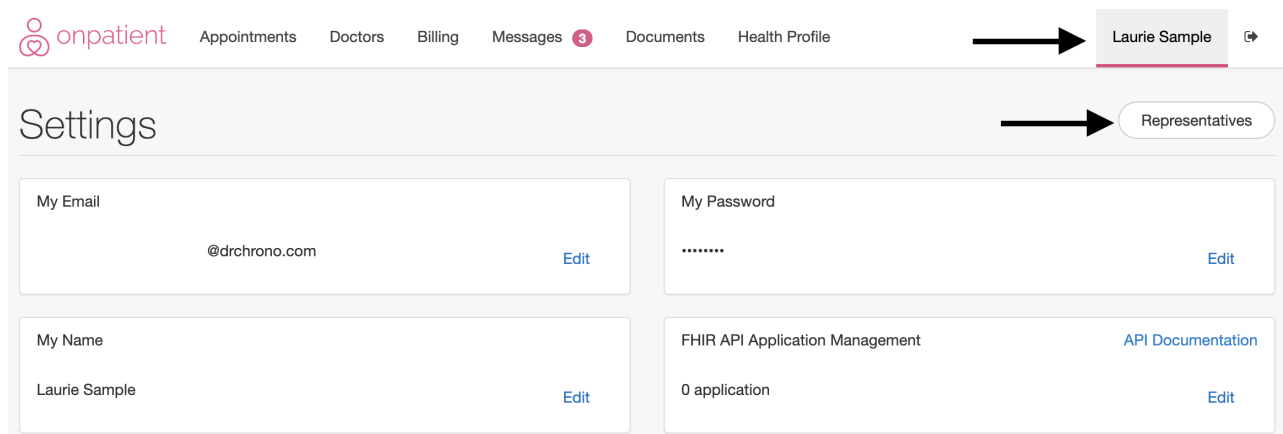 onpatient Appointments Doctors Billing Messages 3 Documents Health Profile Laurie Sample
Settings Representatives
My Email
@drchrono.com
Edit
My Password
••••••••
Edit
My Name
Laurie Sample
Edit
FHIR API Application Management API Documentation
0 application
Edit